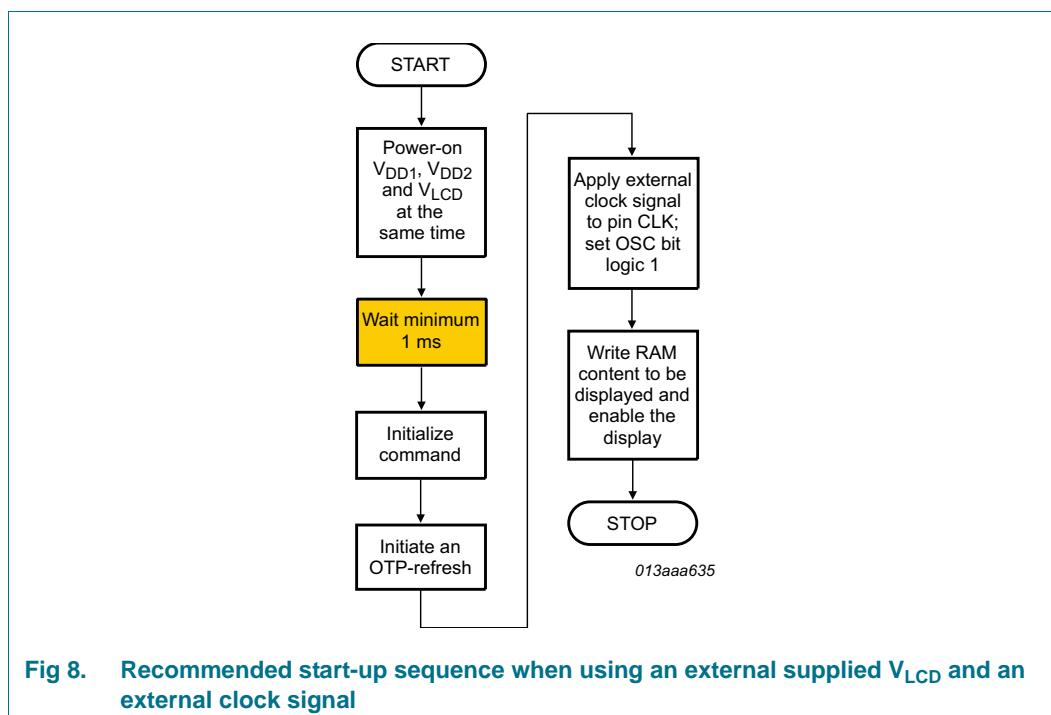 START
Power-on
VDD1, VDD2
and VLCD
at the
same time
Wait minimum
1 ms
Initialize
command
Initiate an
OTP-refresh
Apply external
clock signal
to pin CLK;
set OSC bit
logic 1
Write RAM
content to be
displayed and
enable the
display
STOP
013aaa635
Fig 8. Recommended start-up sequence when using an external supplied VLCD and an
external clock signal